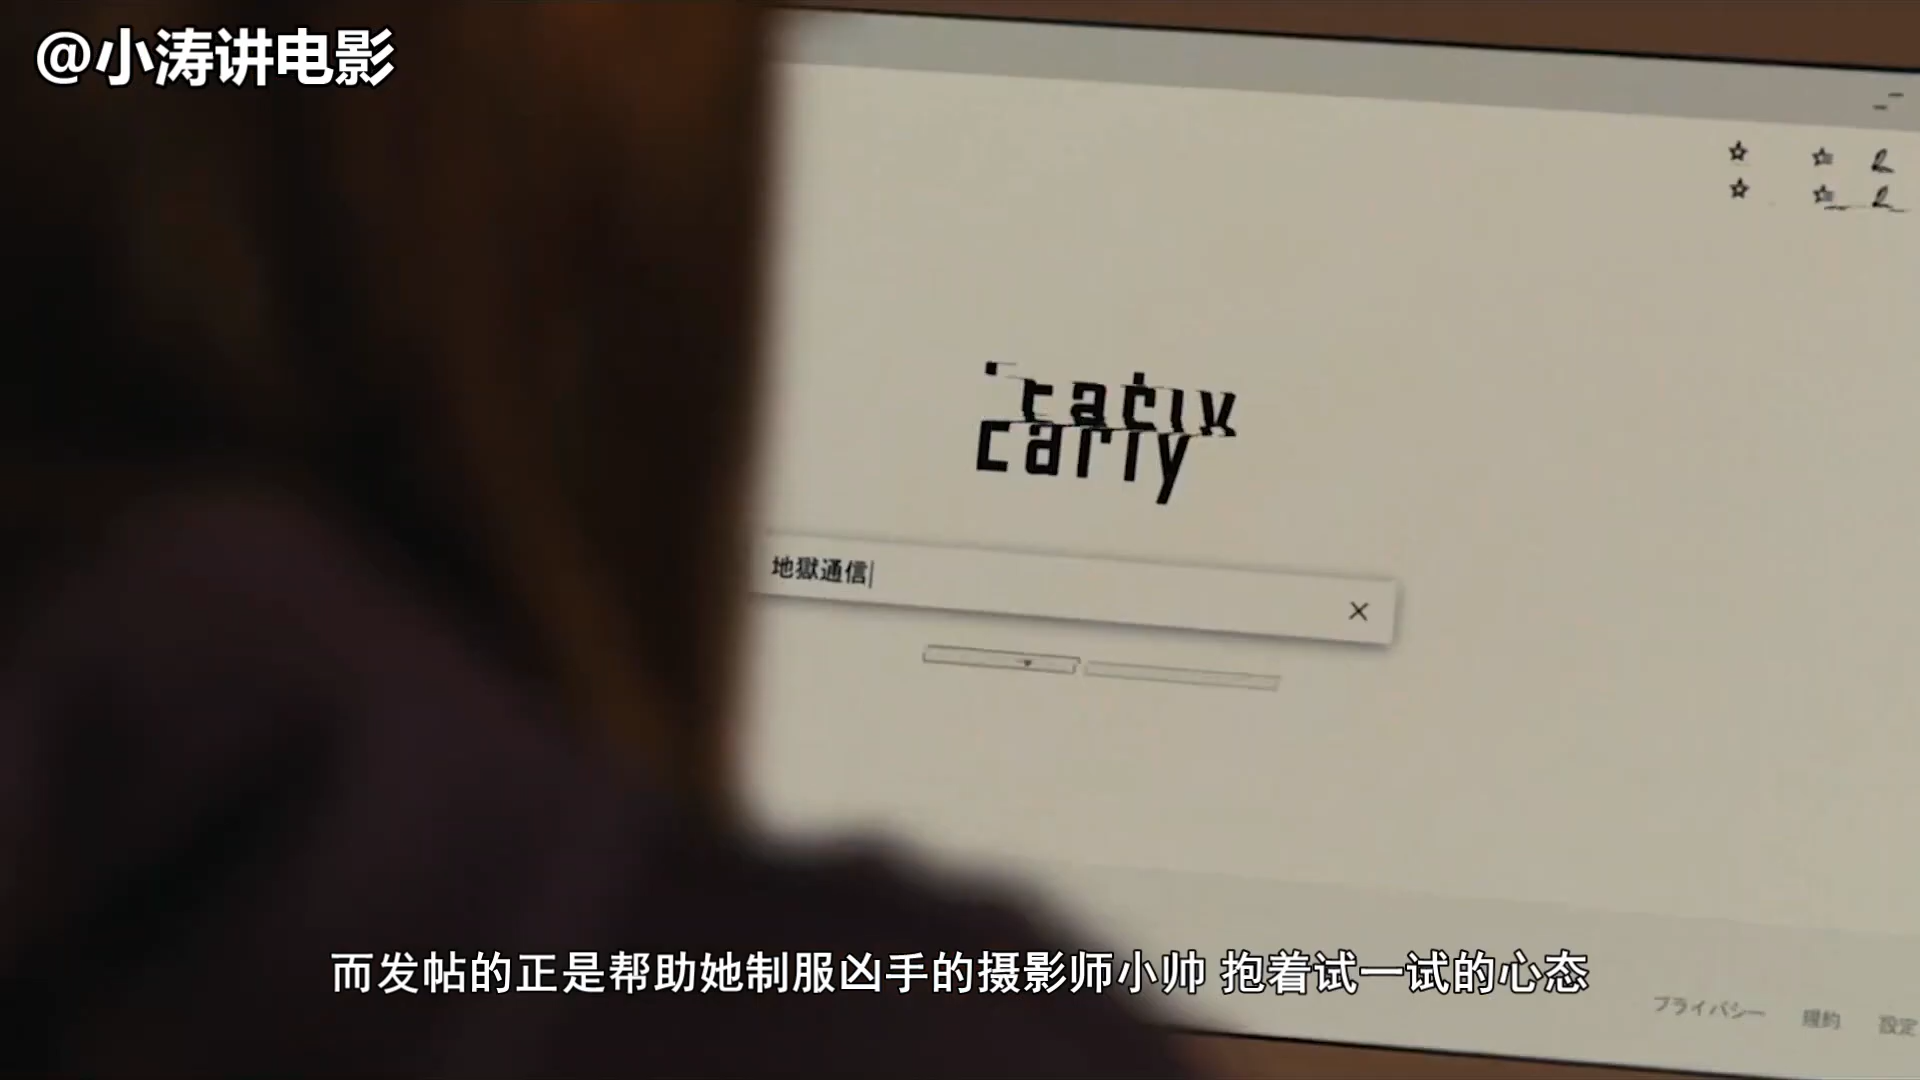 @小涛讲电影
carly
地獄通信
而发帖的正是帮助她制服凶手的摄影师小帅 抱着试一试的心态
プライバシー 規約 設定